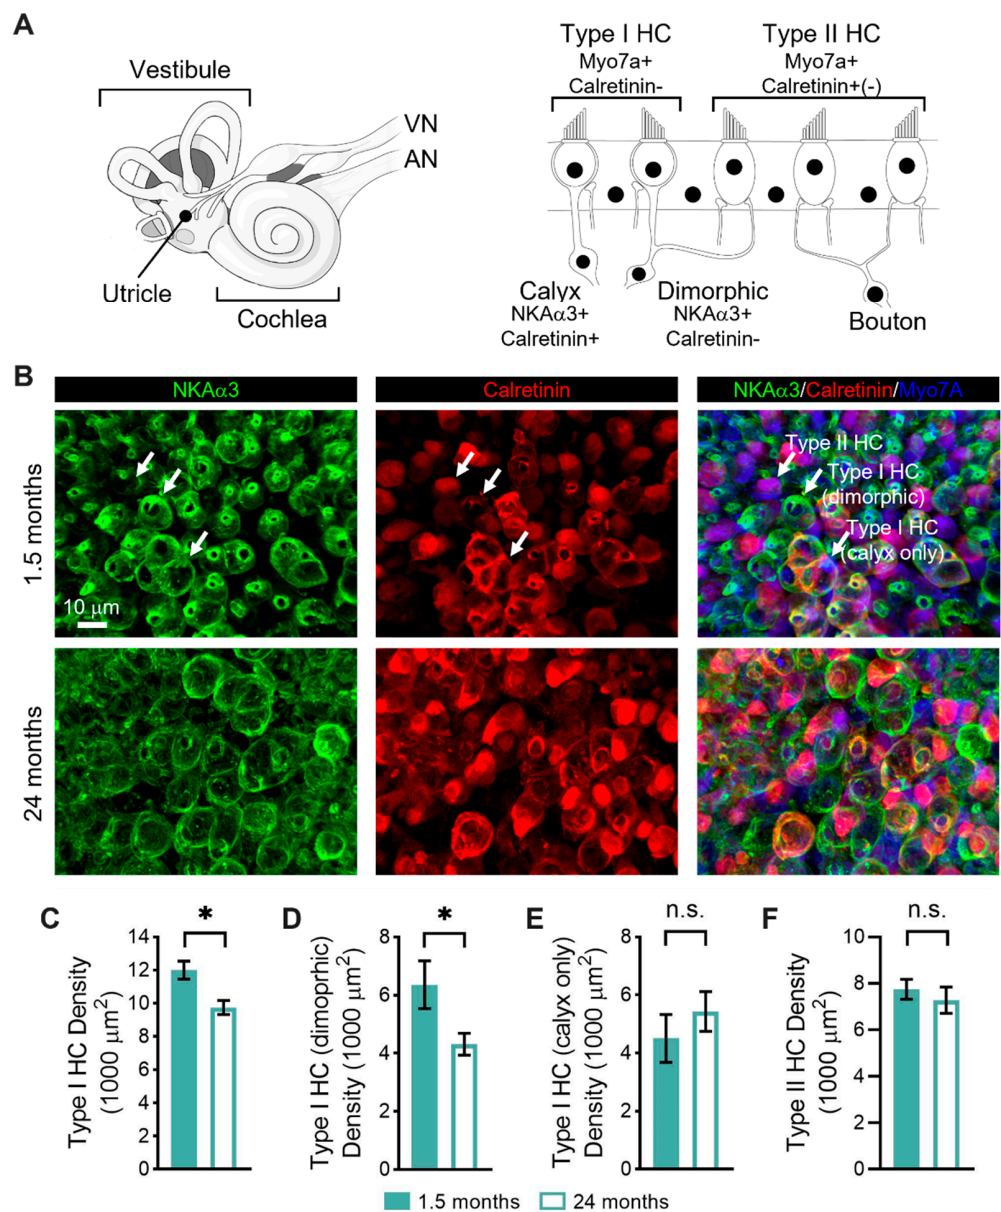 A
Vestibule
VN
AN
Utricle
Cochlea
Type I HC
Myo7a+
Calretinin-
Type II HC
Myo7a+
Calretinin+(-)
Calyx
NKAα3+
Calretinin+
Dimorphic
NKAα3+
Calretinin-
Bouton
B
NKAα3
Calretinin
NKAα3/Calretinin/Myo7A
1.5 months
10 μm
Type II HC
Type I HC
(dimorphic)
Type I HC
(calyx only)
24 months
C
*
Type I HC Density
(1000 μm²)
14
12
10
8
6
4
2
0
D
*
Type I HC (dimoprhic)
Density (1000 μm²)
8
6
4
2
0
E
n.s.
Type I HC (calyx only)
Density (1000 μm²)
8
6
4
2
0
F
n.s.
Type II HC Density
(1000 μm²)
10
8
6
4
2
0
1.5 months
24 months